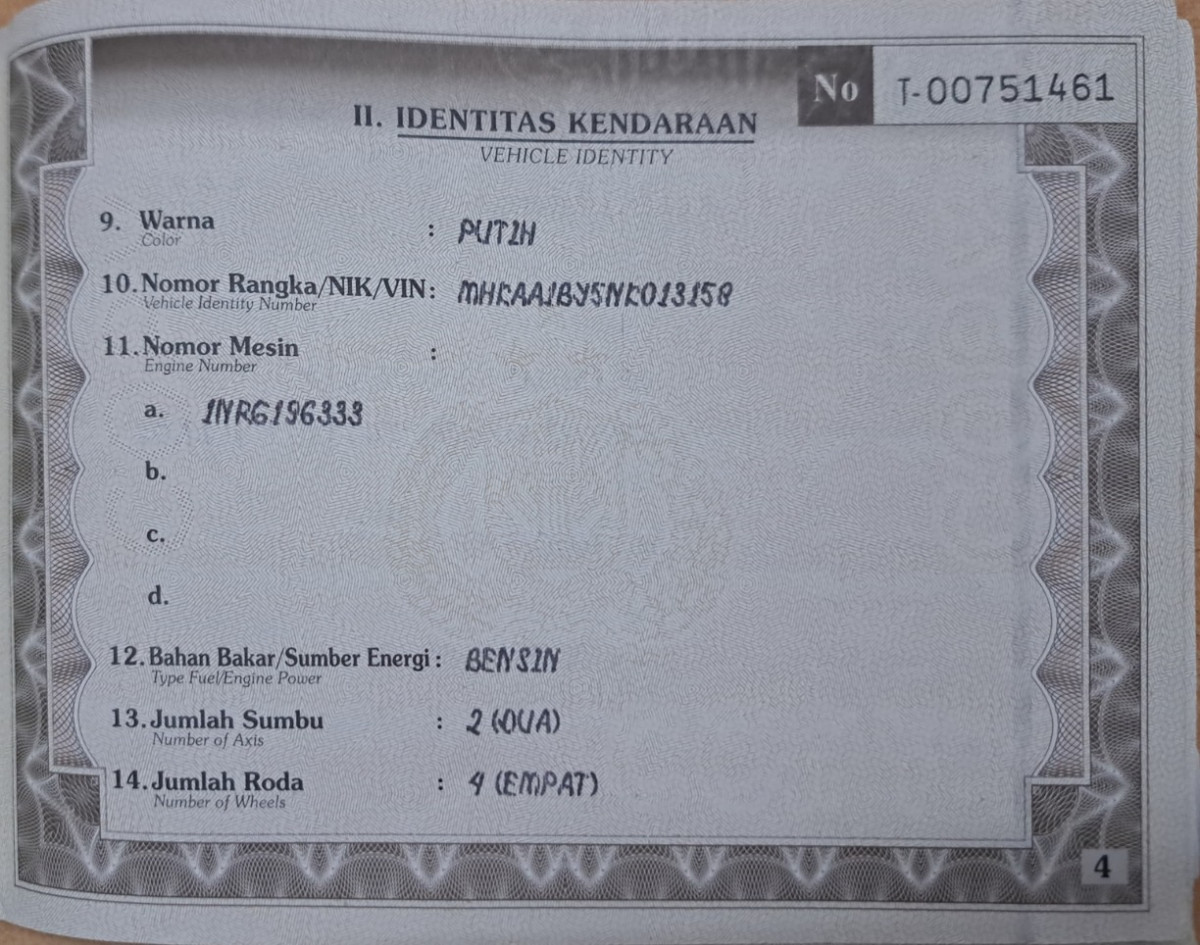 No T-00751461
II. IDENTITAS KENDARAAN
VEHICLE IDENTITY
9. Warna : PUTIH
Color
10. Nomor Rangka/NIK/VIN: MHKAA1BY5NK013158
Vehicle Identity Number
11. Nomor Mesin :
Engine Number
a. 1NRG196333
b.
c.
d.
12. Bahan Bakar/Sumber Energi : BENSIN
Type Fuel/Engine Power
13. Jumlah Sumbu : 2 (DUA)
Number of Axis
14. Jumlah Roda : 4 (EMPAT)
Number of Wheels
4